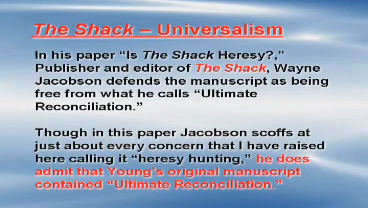 The Shack – Universalism
In his paper “Is The Shack Heresy?,”
Publisher and editor of The Shack, Wayne
Jacobson defends the manuscript as being
free from what he calls “Ultimate
Reconciliation.”
Though in this paper Jacobson scoffs at
just about every concern that I have raised
here calling it “heresy hunting,” he does
admit that Young’s original manuscript
contained “Ultimate Reconciliation.”